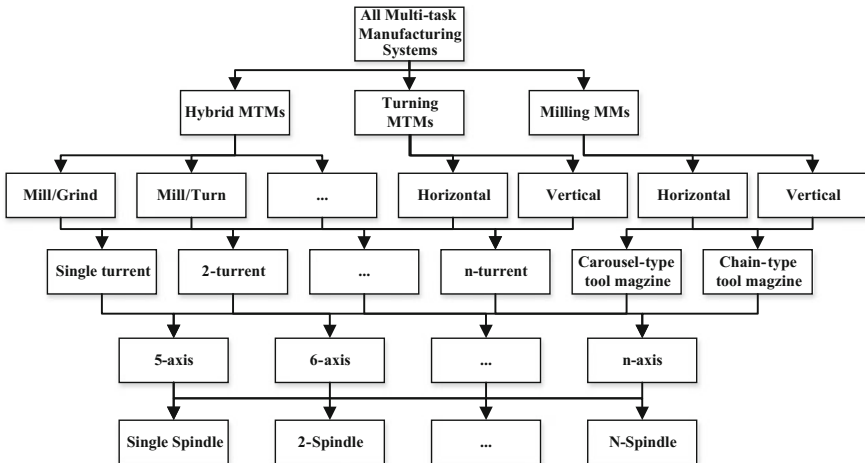 All Multi-task
Manufacturing
Systems
Hybrid MTMs
Turning
MTMs
Milling MMs
Mill/Grind
Mill/Turn
...
Horizontal
Vertical
Horizontal
Vertical
Single turrent
2-turrent
...
n-turrent
Carousel-type
tool magzine
Chain-type
tool magzine
5-axis
6-axis
...
n-axis
Single Spindle
2-Spindle
...
N-Spindle